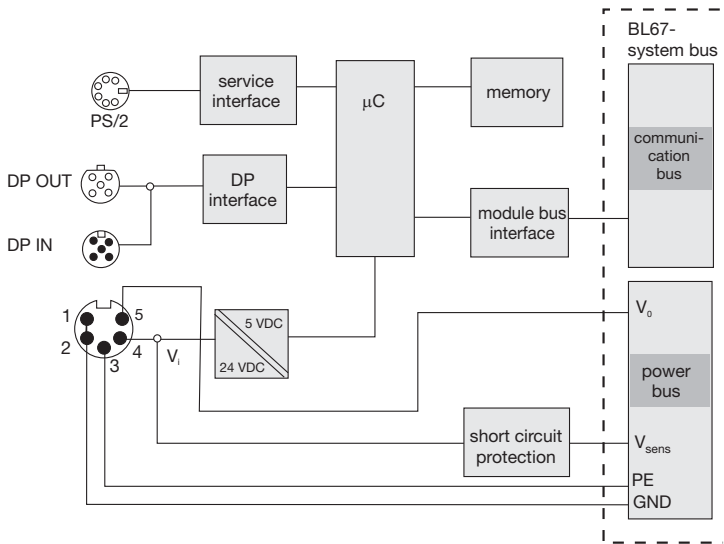 BL67-
system bus
service
interface
μC
memory
PS/2
communi-
cation
bus
DP OUT
DP
interface
module bus
interface
DP IN
1
5
2
4
3
Vi
5 VDC
24 VDC
V0
power
bus
short circuit
protection
Vsens
PE
GND